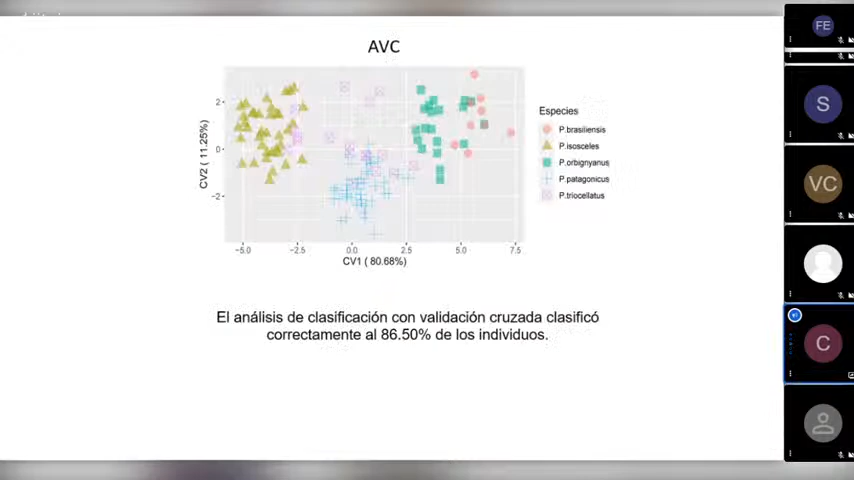 AVC
FE
S
VC
C
2
0
−2
CV2 ( 11.25%)
−5.0
−2.5
0.0
2.5
5.0
7.5
CV1 ( 80.68%)
Especies
P.brasiliensis
P.isosceles
P.orbignyanus
P.patagonicus
P.triocellatus
El análisis de clasificación con validación cruzada clasificó
correctamente al 86.50% de los individuos.